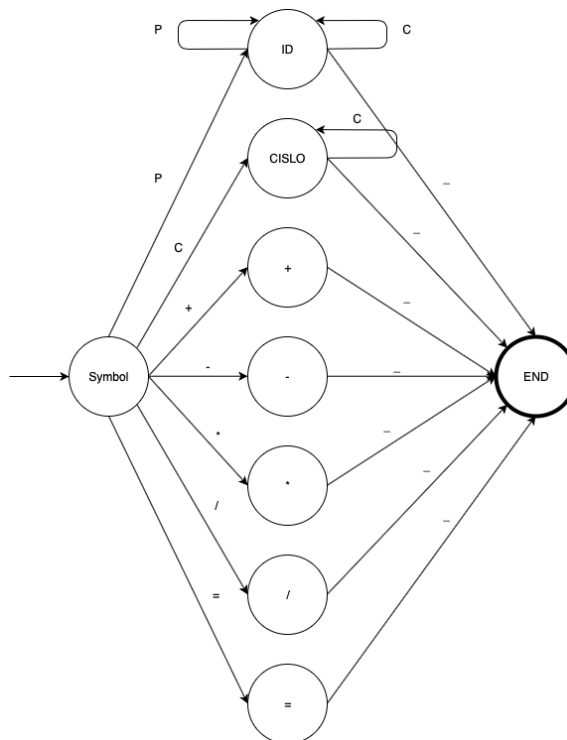 P
ID
C
C
CISLO
P
_
_
C
+
+
_
Symbol
-
-
_
END
*
_
*
_
/
_
=
/
=